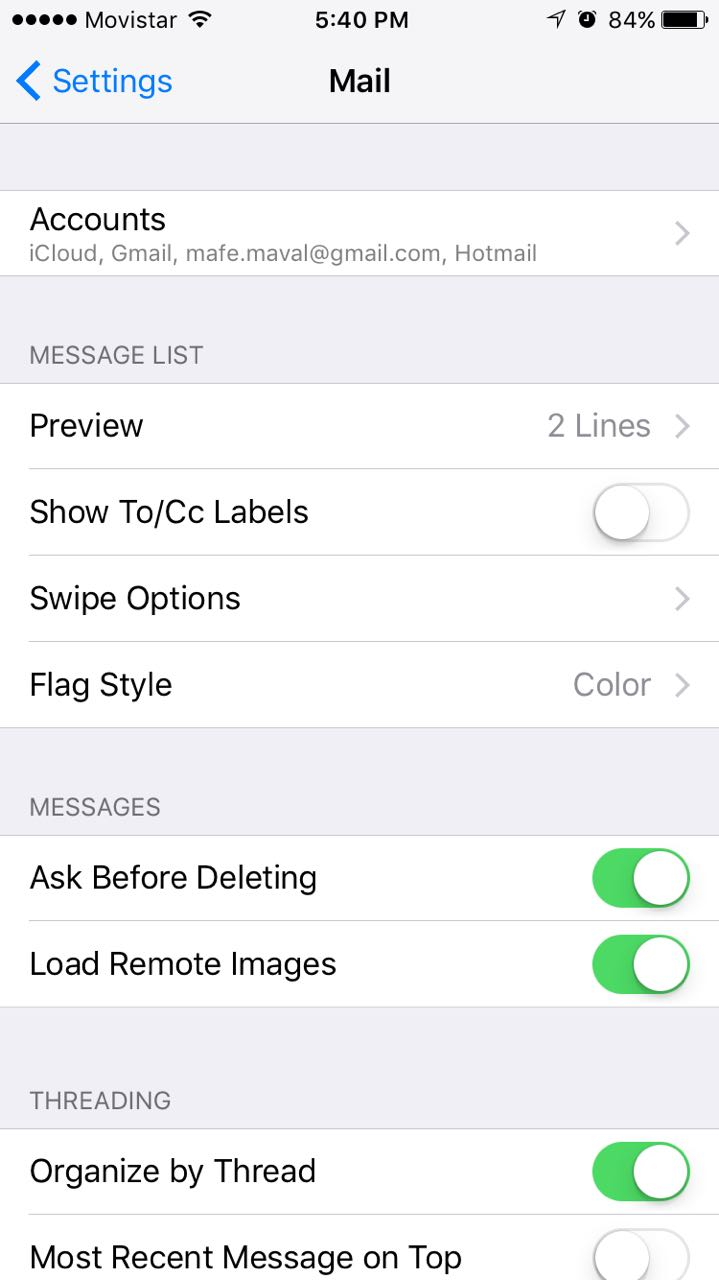 Movistar 5:40 PM 84%
Settings Mail
Accounts
iCloud, Gmail, mafe.maval@gmail.com, Hotmail
MESSAGE LIST
Preview 2 Lines
Show To/Cc Labels
Swipe Options
Flag Style Color
MESSAGES
Ask Before Deleting
Load Remote Images
THREADING
Organize by Thread
Most Recent Message on Top